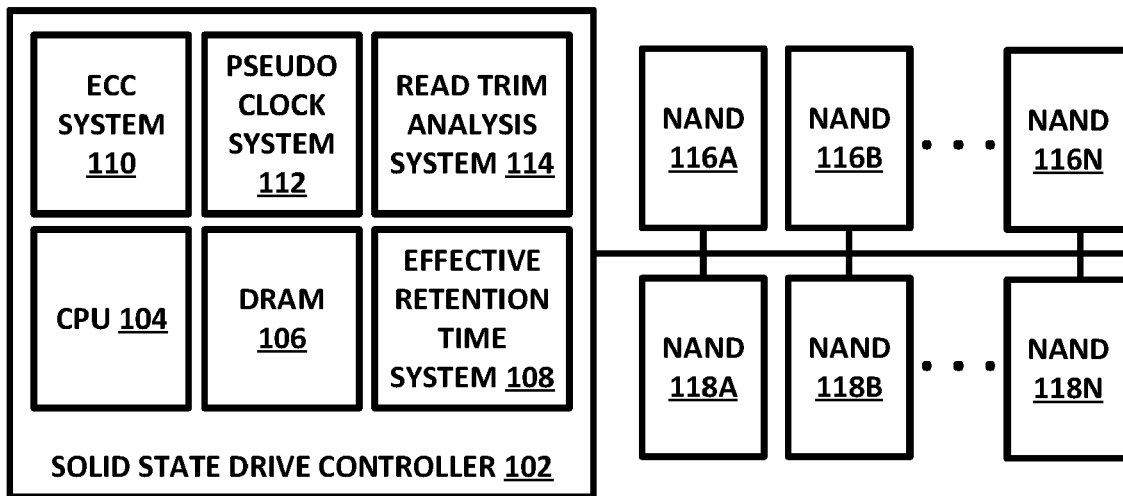 ECC
SYSTEM
110
PSEUDO
CLOCK
SYSTEM
112
READ TRIM
ANALYSIS
SYSTEM 114
CPU 104
DRAM
106
EFFECTIVE
RETENTION
TIME
SYSTEM 108
SOLID STATE DRIVE CONTROLLER 102
NAND
116A
NAND
116B
NAND
116N
NAND
118A
NAND
118B
NAND
118N